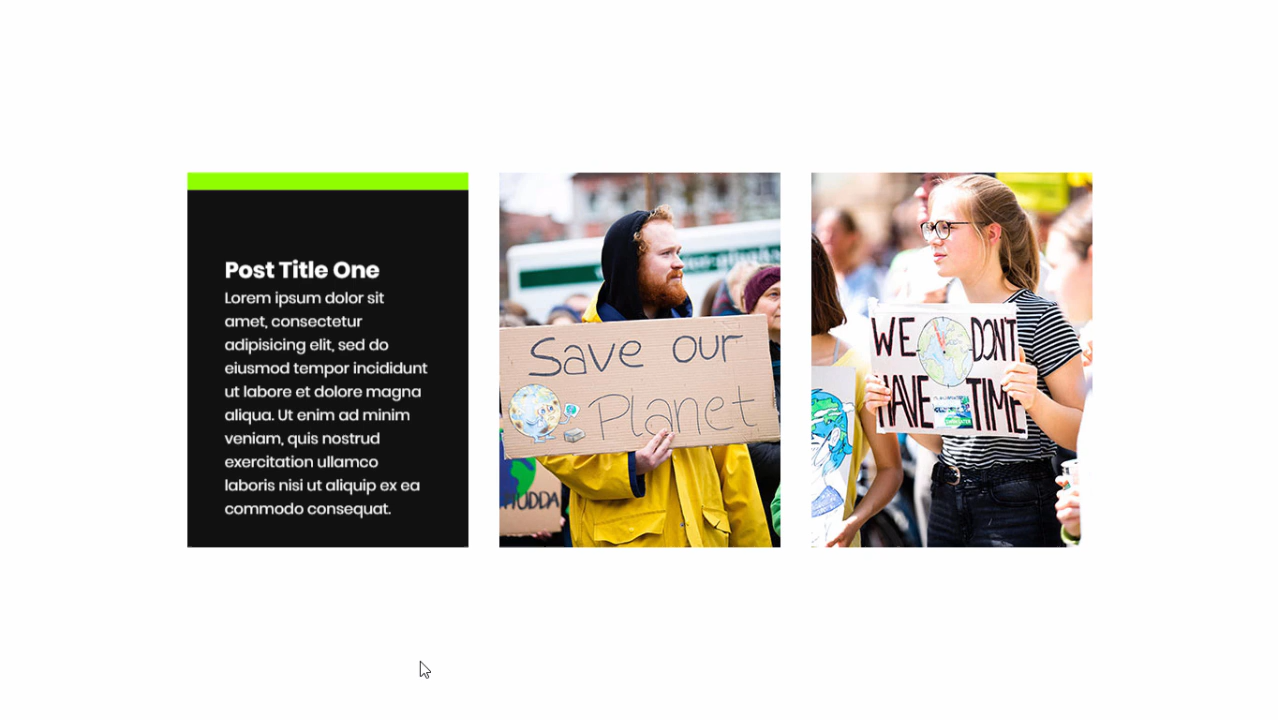 Post Title One
Lorem ipsum dolor sit
amet, consectetur
adipisicing elit, sed do
eiusmod tempor incididunt
ut labore et dolore magna
aliqua. Ut enim ad minim
veniam, quis nostrud
exercitation ullamco
laboris nisi ut aliquip ex ea
commodo consequat.
Save our
Planet
HUDDA
WE DON'T
HAVE TIME